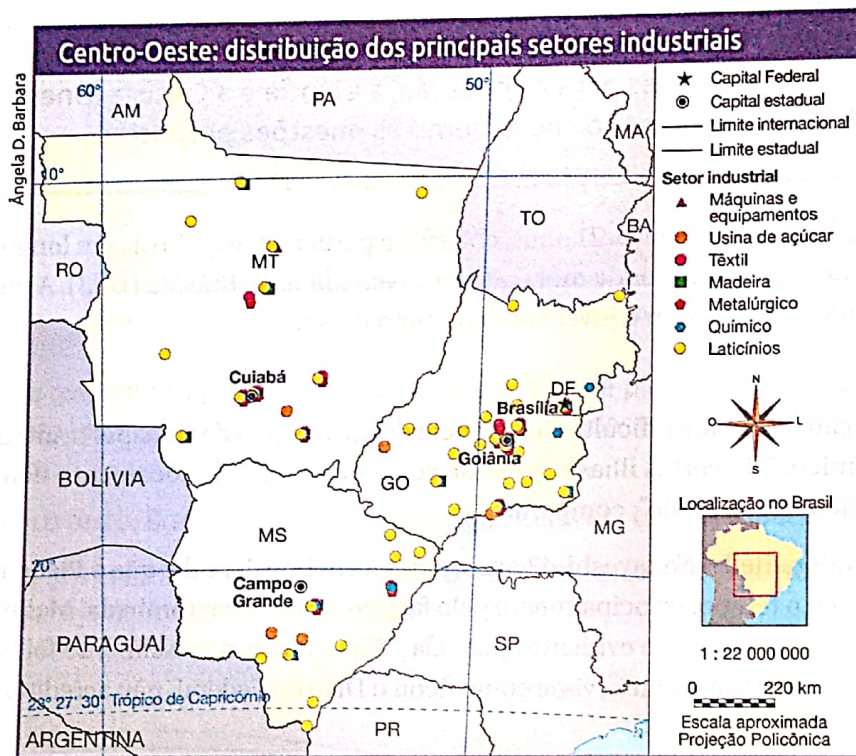 Centro-Oeste: distribuição dos principais setores industriais
Ângela D. Barbara
60°
50°
AM
PA
MA
10°
TO
BA
RO
MT
Cuiabá
DF
Brasília
Goiânia
GO
BOLÍVIA
MS
MG
20°
Campo
Grande
PARAGUAI
SP
23° 27' 30" Trópico de Capricórnio
PR
ARGENTINA
Capital Federal
Capital estadual
Limite internacional
Limite estadual
Setor industrial
Máquinas e
equipamentos
Usina de açúcar
Têxtil
Madeira
Metalúrgico
Químico
Laticínios
N
O
L
S
Localização no Brasil
1 : 22 000 000
0 220 km
Escala aproximada
Projeção Policônica